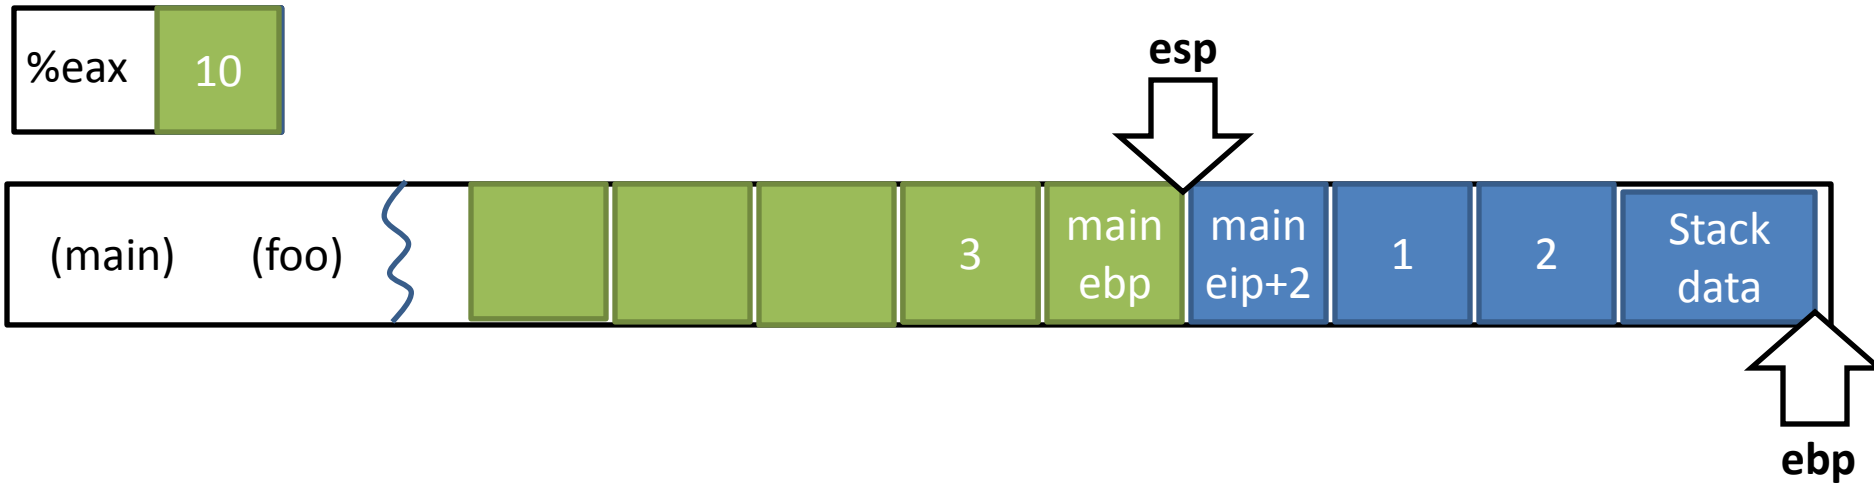 %eax 10
esp
(main) (foo) 3 main ebp main eip+2 1 2 Stack data
ebp